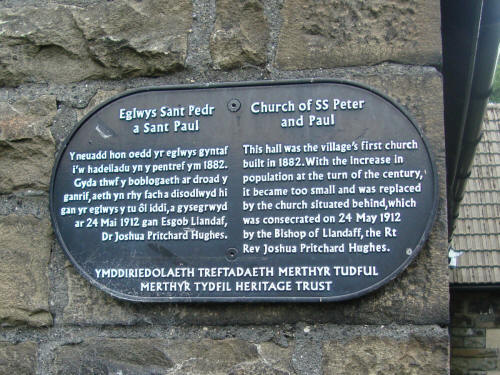 Eglwys Sant Pedr
a Sant Paul
Yneuadd hon oedd yr eglwys gyntaf
i'w hadeiladu yn y pentref ym 1882.
Gyda thwf y boblogaeth ar droad y
ganrif, aeth yn rhy fach a disodlwyd hi
gan yr eglwys y tu ôl iddi, a gysegrwyd
ar 24 Mai 1912 gan Esgob Llandaf,
Dr Joshua Pritchard Hughes.
Church of SS Peter
and Paul
This hall was the village's first church
built in 1882. With the increase in
population at the turn of the century,
it became too small and was replaced
by the church situated behind, which
was consecrated on 24 May 1912
by the Bishop of Llandaff, the Rt
Rev Joshua Pritchard Hughes.
YMDDIRIEDOLAETH TREFTADAETH MERTHYR TUDFUL
MERTHYR TYDFIL HERITAGE TRUST